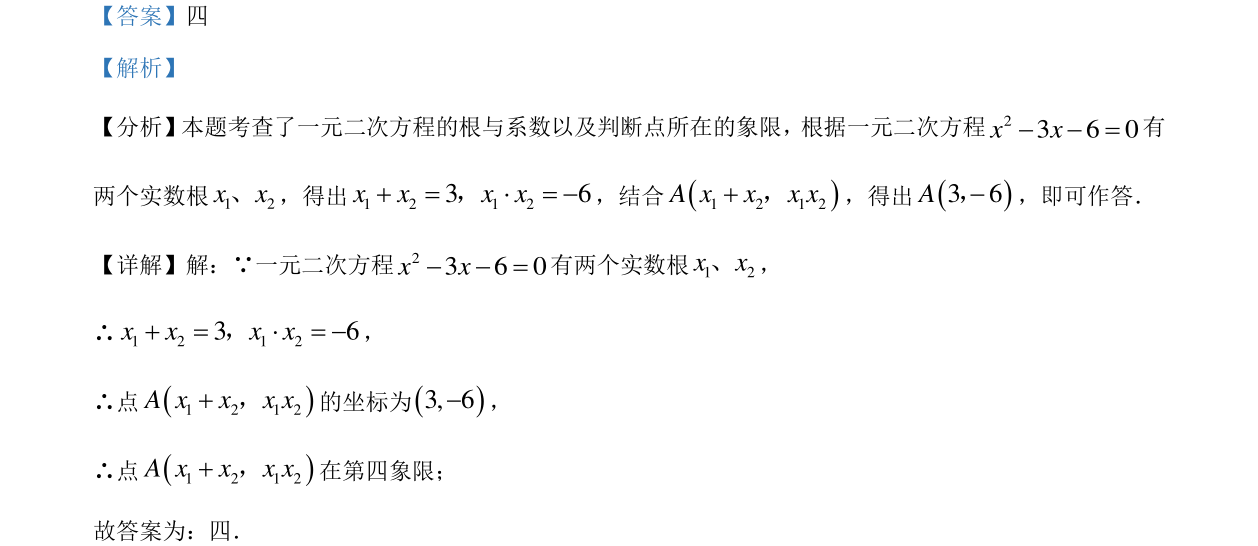 【答案】四
【解析】
【分析】本题考查了一元二次方程的根与系数以及判断点所在的象限，根据一元二次方程 x² − 3x − 6 = 0 有
两个实数根 x₁、x₂，得出 x₁ + x₂ = 3，x₁ · x₂ = −6，结合 A(x₁ + x₂，x₁x₂)，得出 A(3,−6)，即可作答．
【详解】解：∵一元二次方程 x² − 3x − 6 = 0 有两个实数根 x₁、x₂，
∴ x₁ + x₂ = 3，x₁ · x₂ = −6，
∴点 A(x₁ + x₂，x₁x₂) 的坐标为(3,−6)，
∴点 A(x₁ + x₂，x₁x₂) 在第四象限；
故答案为：四．